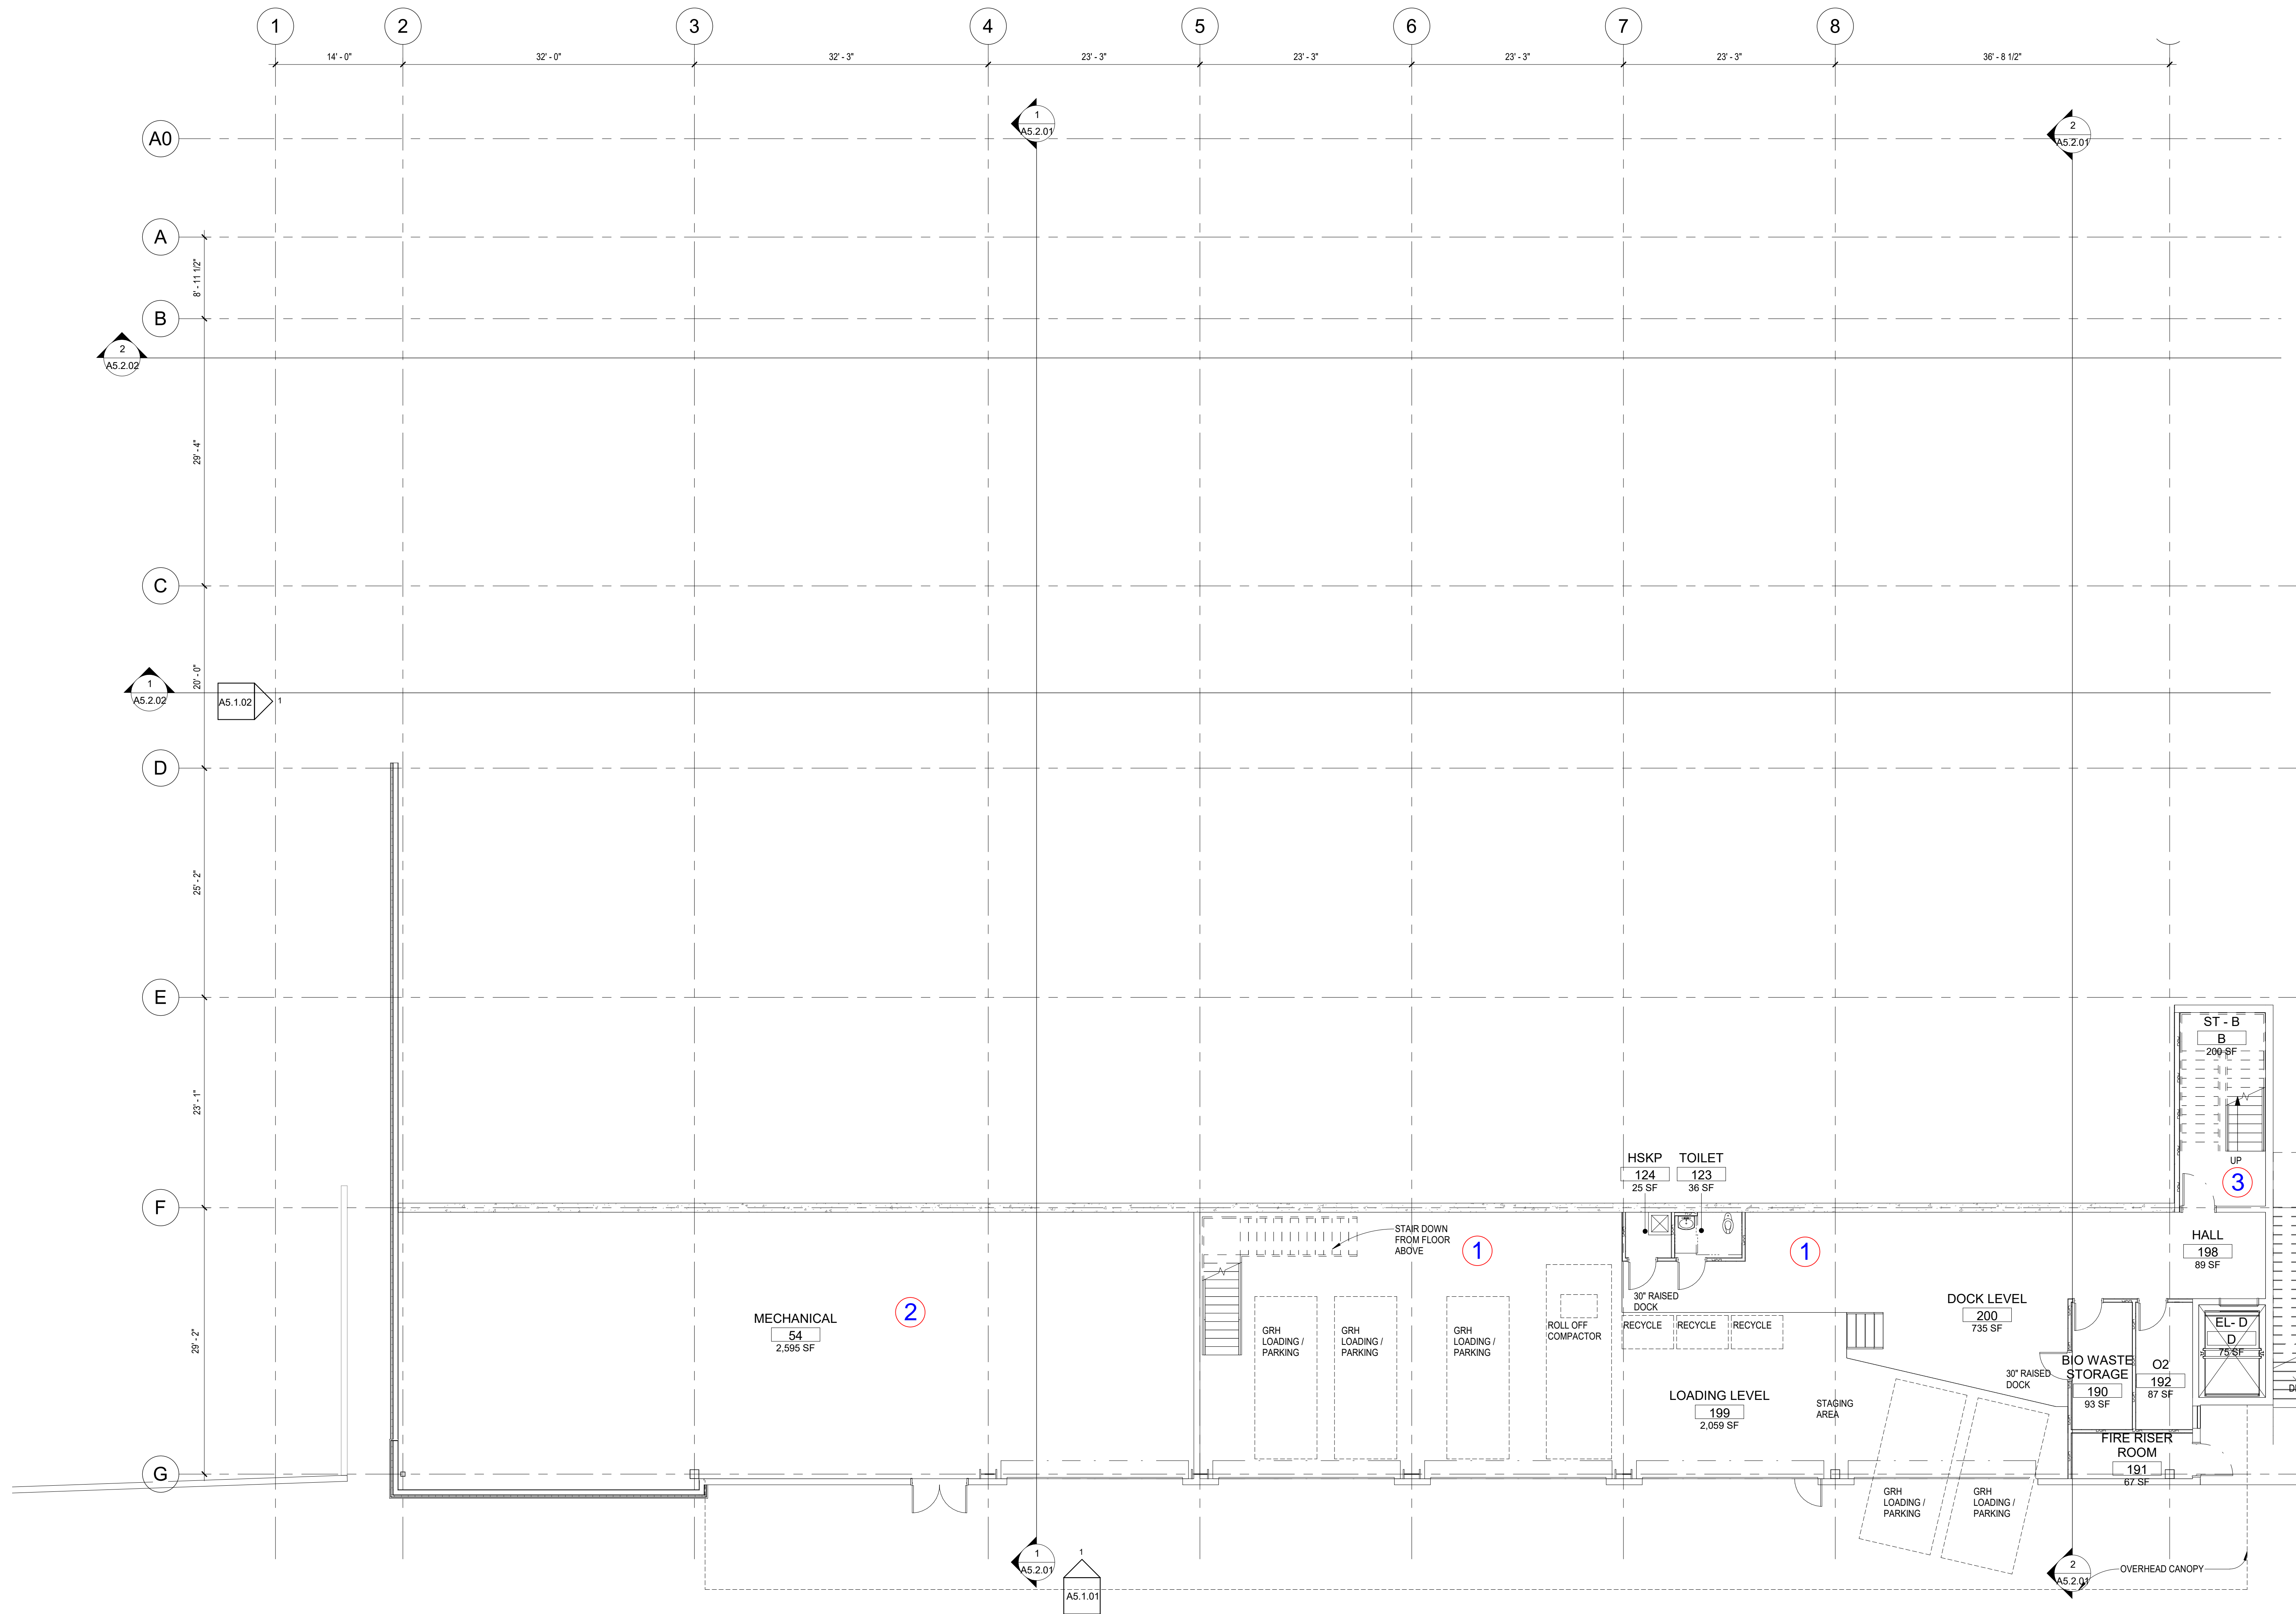 1
2
3
4
5
6
7
8
14' - 0"
32' - 0"
32' - 3"
23' - 3"
23' - 3"
23' - 3"
23' - 3"
36' - 8 1/2"
1
A5.2.01
2
A5.2.01
A0
A
8' - 11 1/2"
B
2
A5.2.02
29' - 4"
C
20' - 0"
1
A5.2.02
A5.1.02
1
D
25' - 2"
E
ST - B
B
200 SF
23' - 1"
UP
3
HSKP
124
25 SF
TOILET
123
36 SF
F
STAIR DOWN
FROM FLOOR
ABOVE
1
1
HALL
198
89 SF
30" RAISED
DOCK
DOCK LEVEL
200
735 SF
MECHANICAL
54
2,595 SF
2
29' - 2"
GRH
LOADING /
PARKING
GRH
LOADING /
PARKING
GRH
LOADING /
PARKING
ROLL OFF
COMPACTOR
RECYCLE
RECYCLE
RECYCLE
EL- D
D
75 SF
BIO WASTE
STORAGE
190
93 SF
O2
192
87 SF
30" RAISED
DOCK
LOADING LEVEL
199
2,059 SF
STAGING
AREA
FIRE RISER
ROOM
191
67 SF
G
GRH
LOADING /
PARKING
GRH
LOADING /
PARKING
1
A5.2.01
1
A5.1.01
2
A5.2.01
OVERHEAD CANOPY